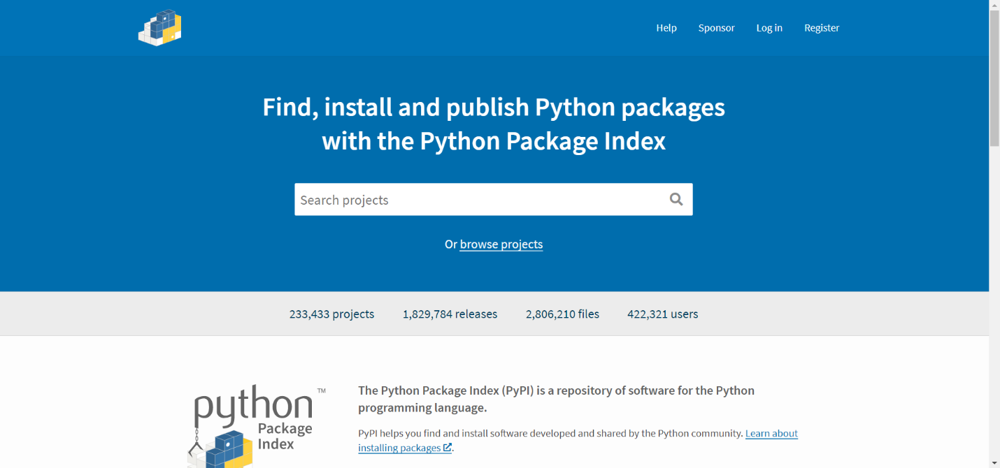 Help Sponsor Log in Register
Find, install and publish Python packages
with the Python Package Index
Search projects
Or browse projects
233,433 projects 1,829,784 releases 2,806,210 files 422,321 users
python ™
Package
Index
The Python Package Index (PyPI) is a repository of software for the Python
programming language.
PyPI helps you find and install software developed and shared by the Python community. Learn about
installing packages.